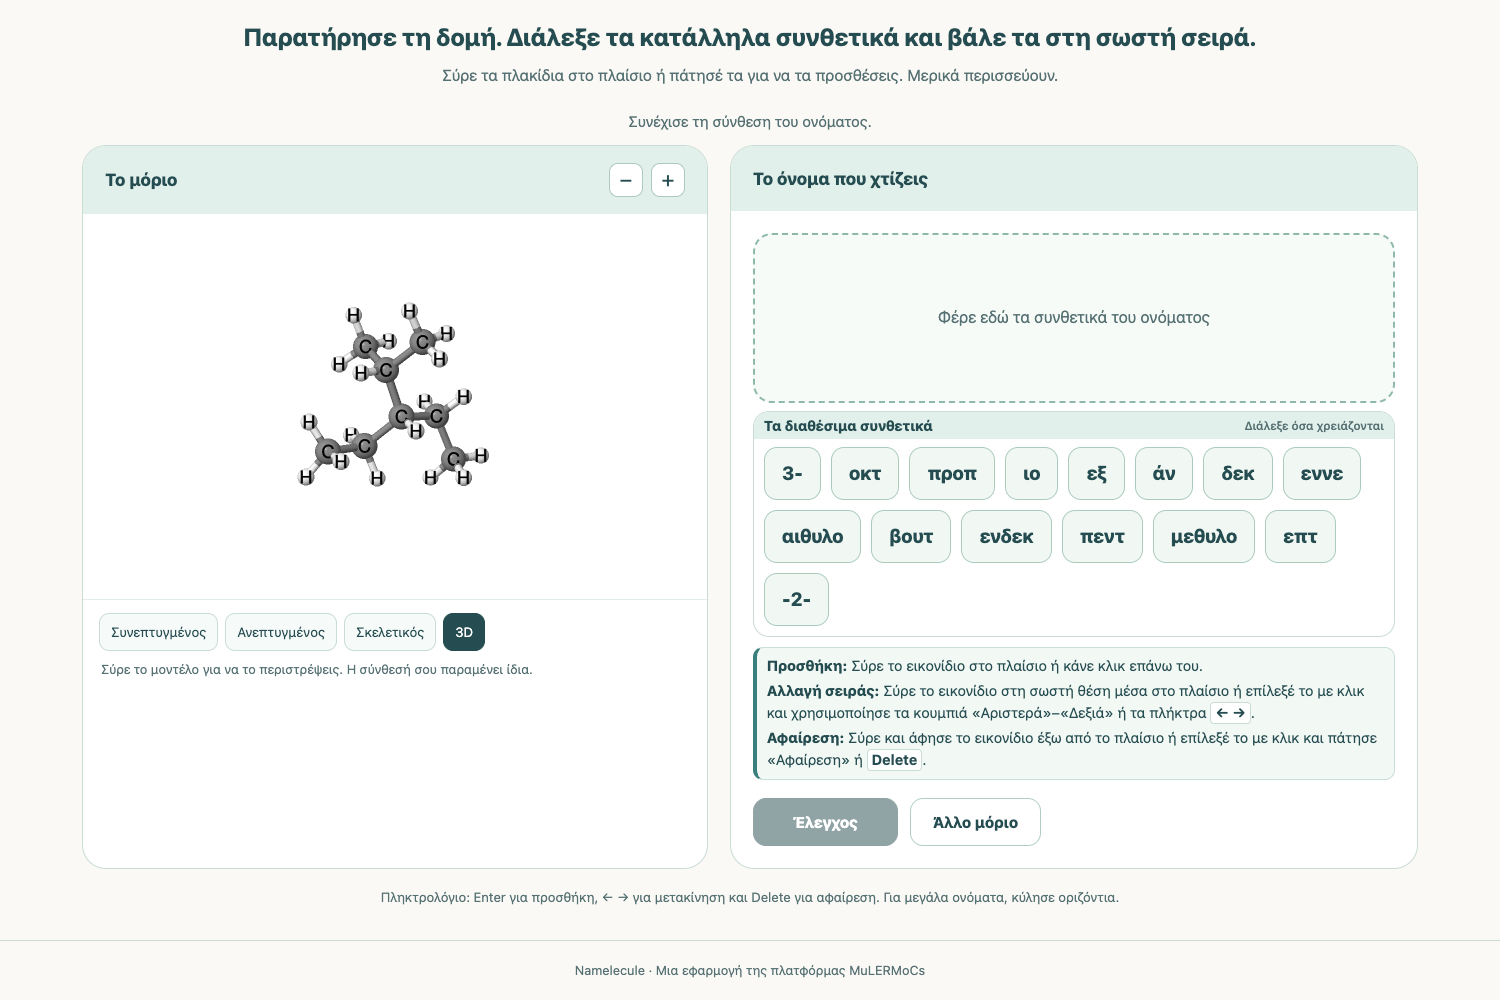 Παρατήρησε τη δομή. Διάλεξε τα κατάλληλα συνθετικά και βάλε τα στη σωστή σειρά.
Σύρε τα πλακίδια στο πλαίσιο ή πάτησέ τα για να τα προσθέσεις. Μερικά περισσεύουν.
Συνέχισε τη σύνθεση του ονόματος.
Το μόριο
− +
H H H H H H H C C C H H H C C H H H C C C H H H H H H H
Συνεπτυγμένος Ανεπτυγμένος Σκελετικός 3D
Σύρε το μοντέλο για να το περιστρέψεις. Η σύνθεσή σου παραμένει ίδια.
Το όνομα που χτίζεις
Φέρε εδώ τα συνθετικά του ονόματος
Τα διαθέσιμα συνθετικά Διάλεξε όσα χρειάζονται
3- οκτ προπ ιο εξ άν δεκ εννε
αιθυλο βουτ ενδεκ πεντ μεθυλο επτ
-2-
Προσθήκη: Σύρε το εικονίδιο στο πλαίσιο ή κάνε κλικ επάνω του.
Αλλαγή σειράς: Σύρε το εικονίδιο στη σωστή θέση μέσα στο πλαίσιο ή επίλεξέ το με κλικ
και χρησιμοποίησε τα κουμπιά «Αριστερά»–«Δεξιά» ή τα πλήκτρα ← →.
Αφαίρεση: Σύρε και άφησε το εικονίδιο έξω από το πλαίσιο ή επίλεξέ το με κλικ και πάτησε
«Αφαίρεση» ή Delete.
Έλεγχος Άλλο μόριο
Πληκτρολόγιο: Enter για προσθήκη, ← → για μετακίνηση και Delete για αφαίρεση. Για μεγάλα ονόματα, κύλησε οριζόντια.
Namelecule · Μια εφαρμογή της πλατφόρμας MuLERMoCs